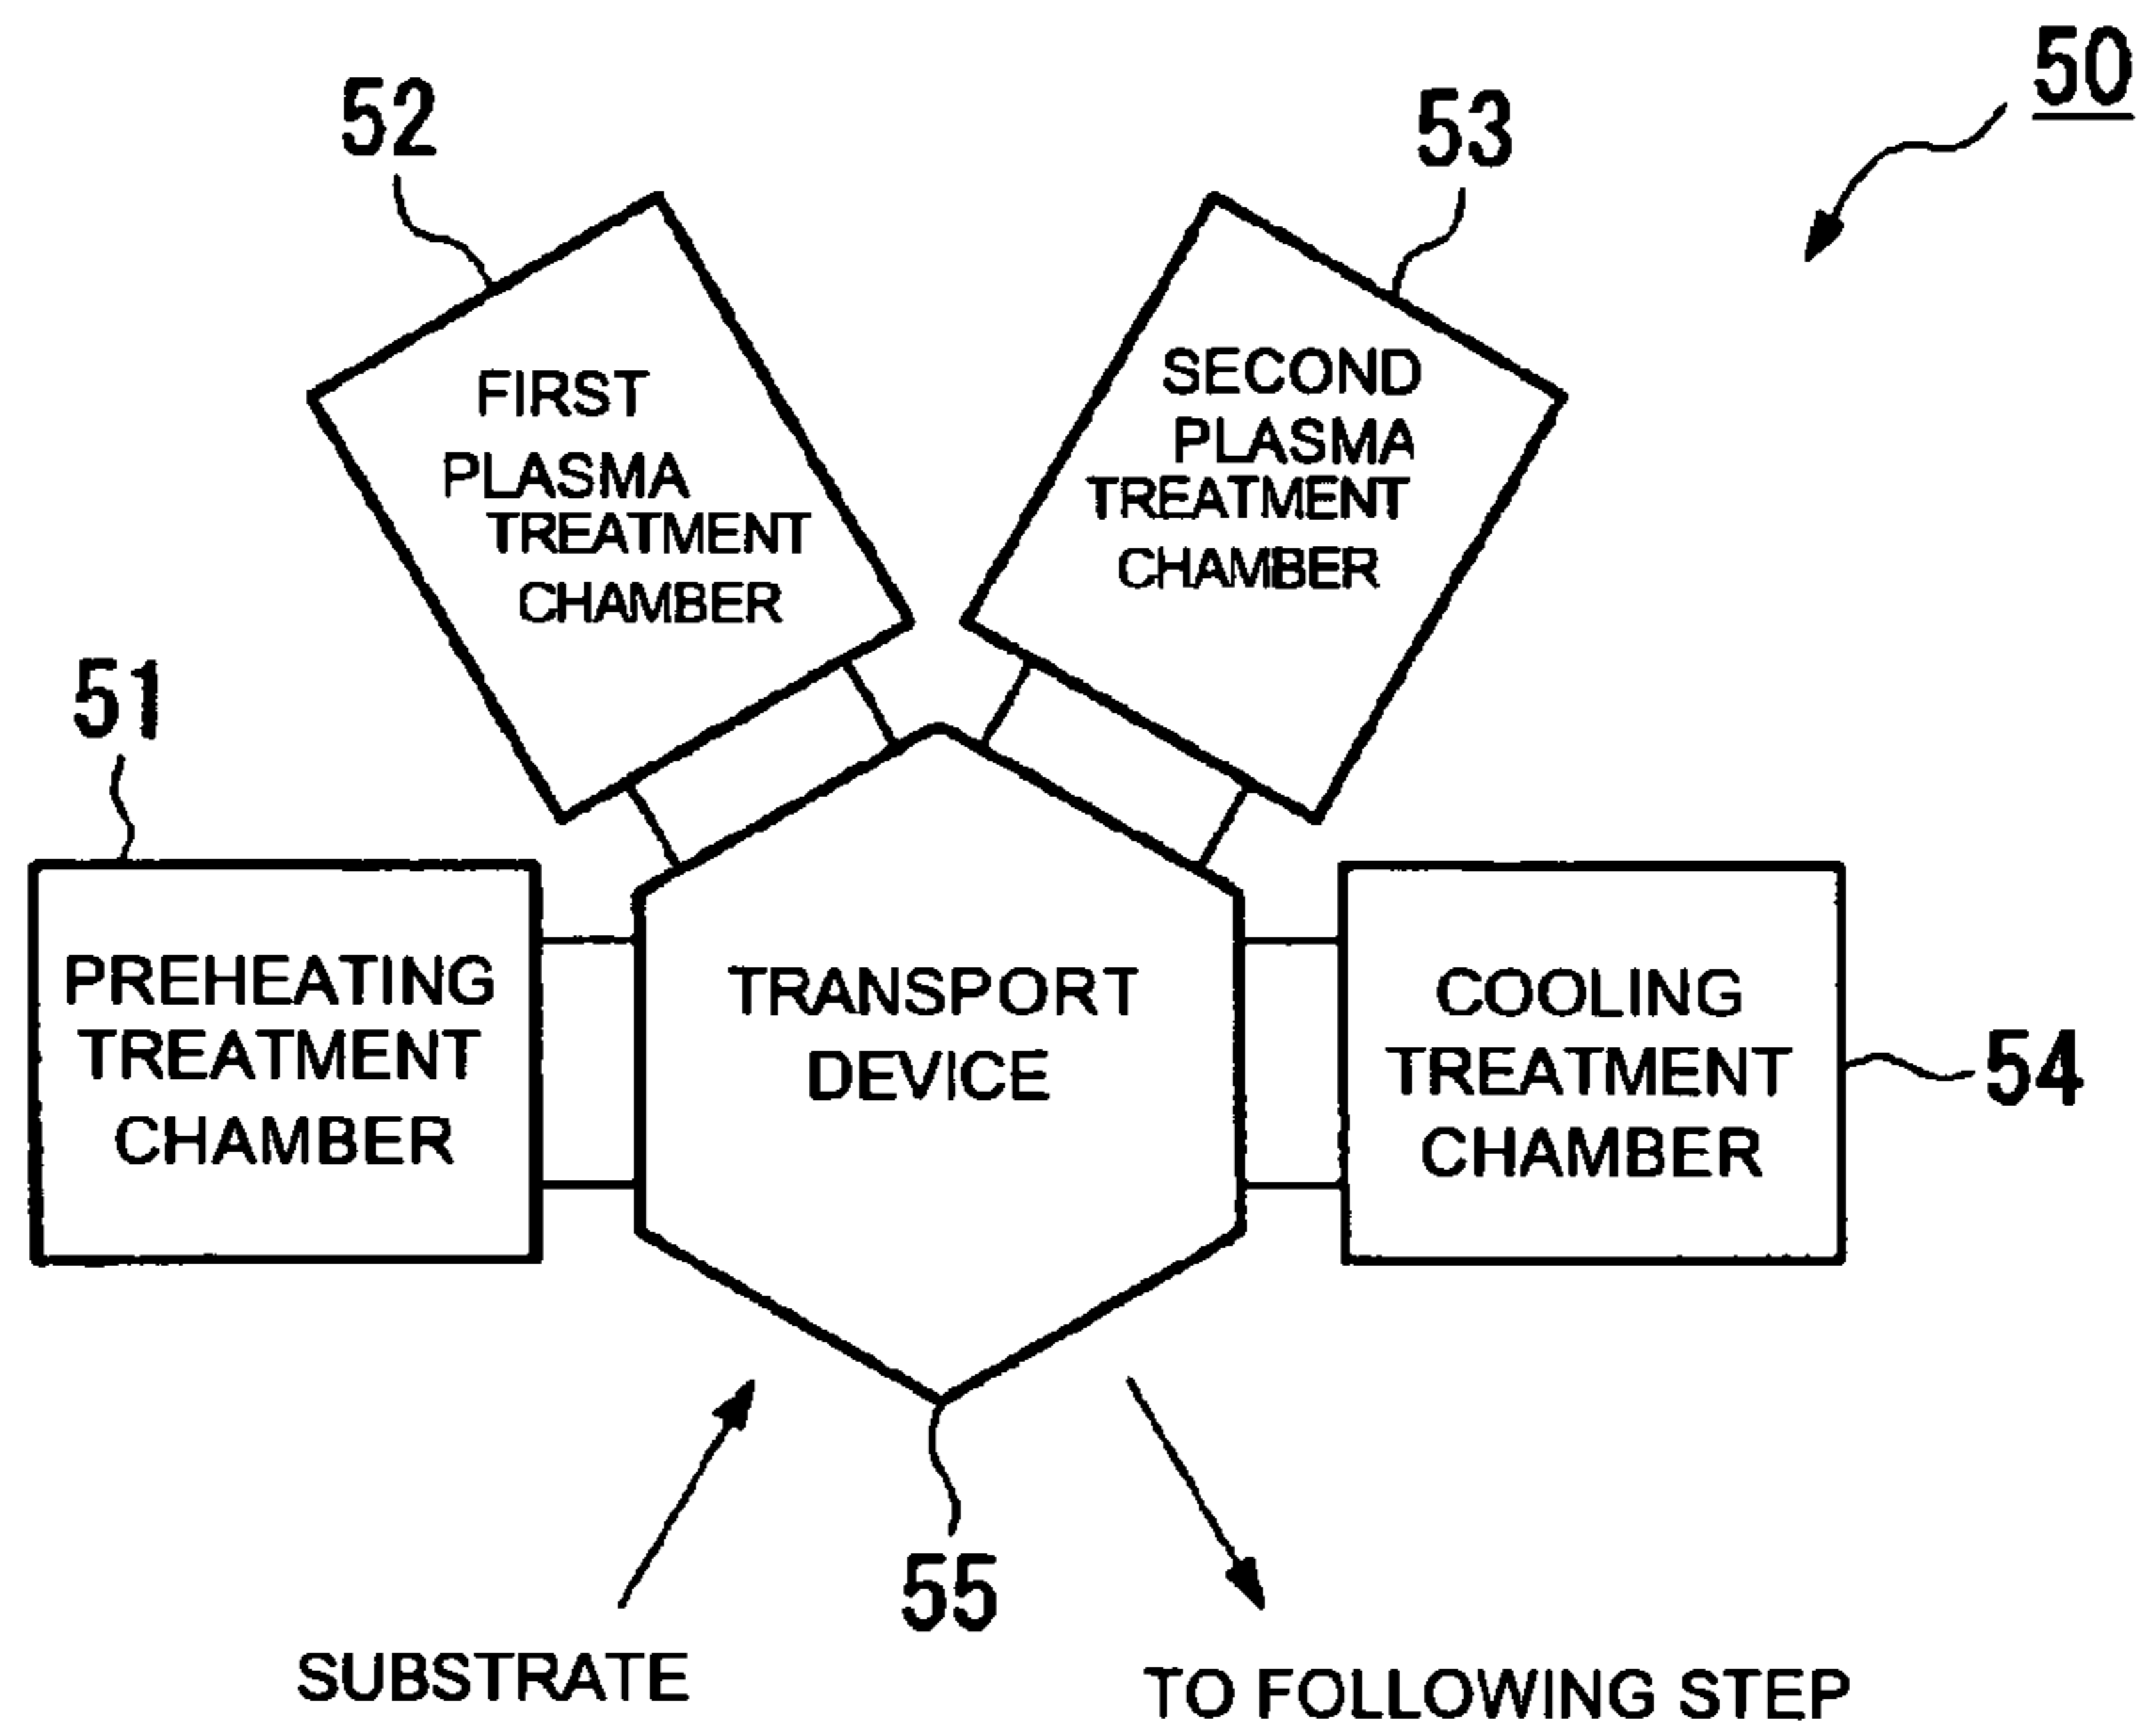 50
52
53
FIRST
PLASMA
TREATMENT
CHAMBER
SECOND
PLASMA
TREATMENT
CHAMBER
51
PREHEATING
TREATMENT
CHAMBER
TRANSPORT
DEVICE
COOLING
TREATMENT
CHAMBER
54
55
SUBSTRATE
TO FOLLOWING STEP